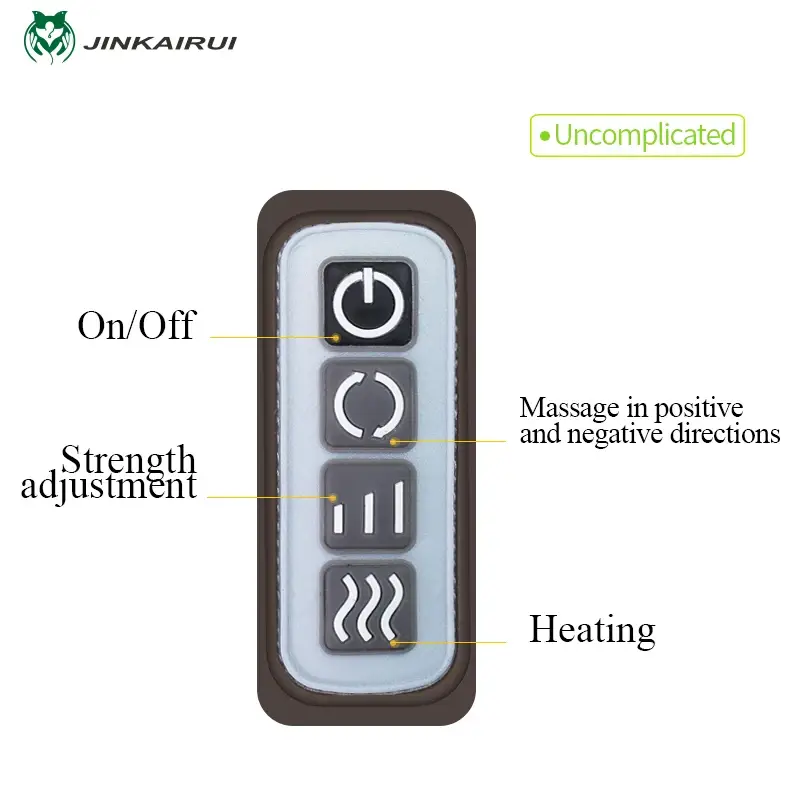 JINKAIRUI
•Uncomplicated
On/Off
Massage in positive
and negative directions
Strength
adjustment
Heating